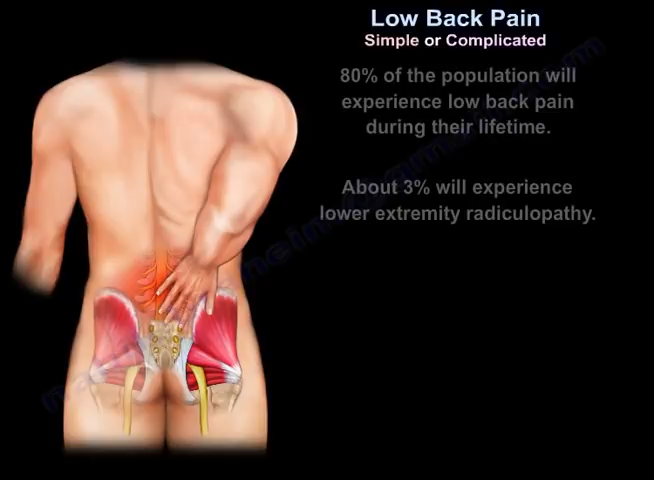 Low Back Pain
Simple or Complicated
80% of the population will
experience low back pain
during their lifetime.
About 3% will experience
lower extremity radiculopathy.